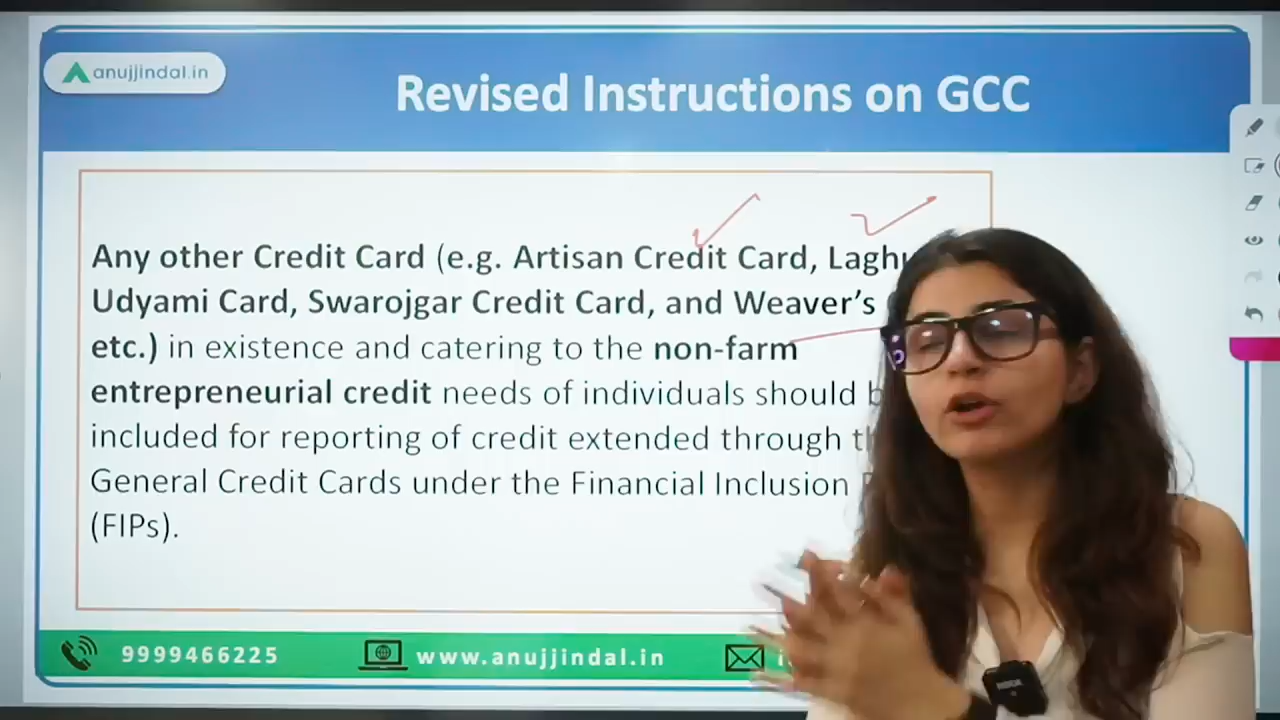 anujjindal.in
Revised Instructions on GCC
Any other Credit Card (e.g. Artisan Credit Card,
Udyami Card, Swarojgar Credit Card, and Weaver's
etc.) in existence and catering to the non-farm
entrepreneurial credit needs of individuals should
included for reporting of credit extended through
General Credit Cards under the Financial Inclusion
(FIPs).
9999466225
www.anujjindal.in